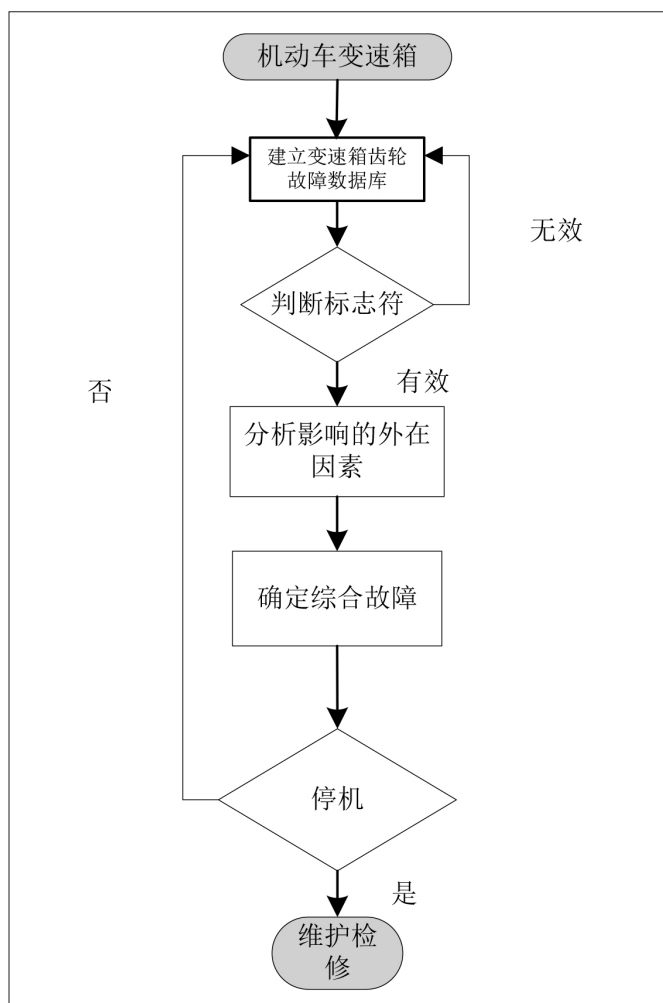 机动车变速箱
建立变速箱齿轮
故障数据库
无效
判断标志符
有效
否
分析影响的外在
因素
确定综合故障
停机
是
维护检
修